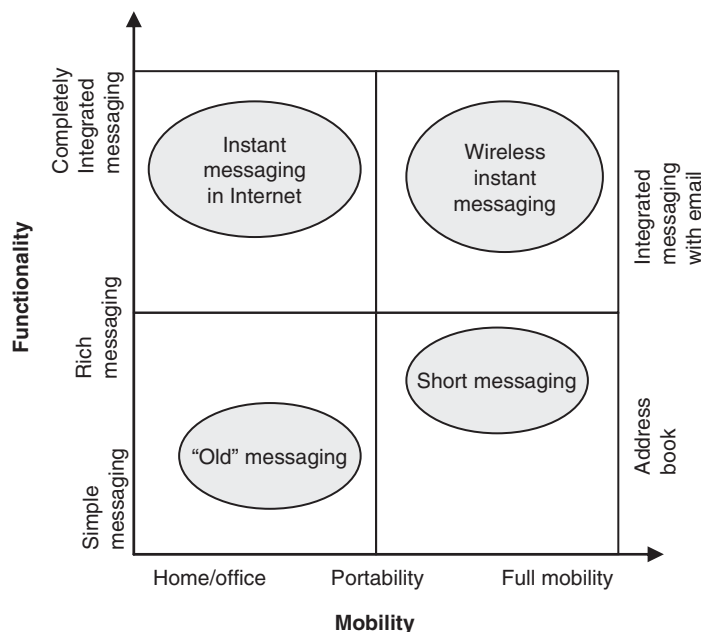 Functionality
Completely
Integrated
messaging
Rich
messaging
Simple
messaging
Instant
messaging
in Internet
Wireless
instant
messaging
Short messaging
“Old” messaging
Integrated
messaging
with email
Address
book
Home/office
Portability
Full mobility
Mobility